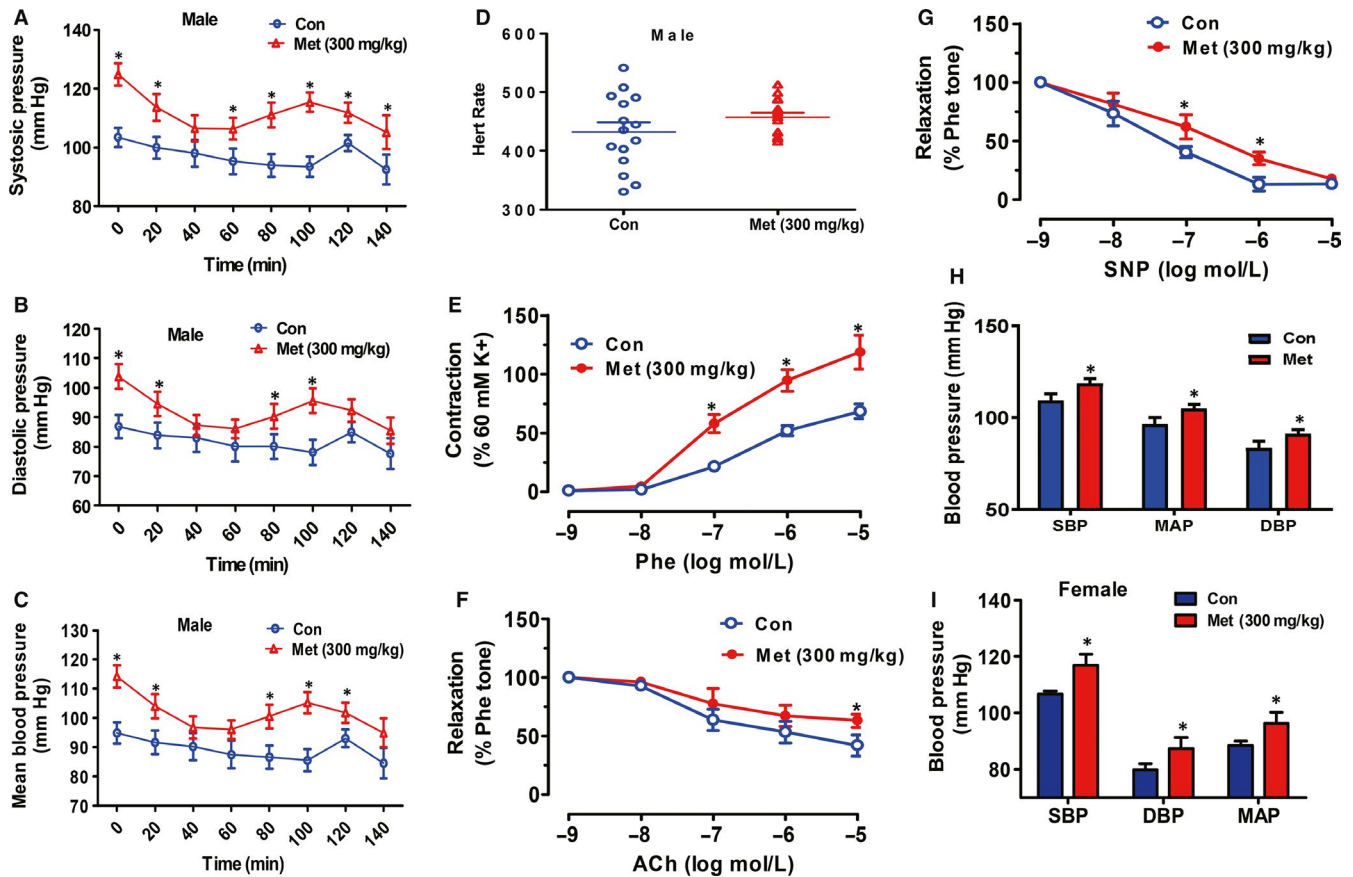 A
Male
Con
Met (300 mg/kg)
Systosic pressure
(mm Hg)
140
120
100
80
* * * * * * *
0 20 40 60 80 100 120 140
Time (min)
B
Male
Con
Met (300 mg/kg)
Diastolic pressure
(mm Hg)
120
110
100
90
80
70
60
* * * *
0 20 40 60 80 100 120 140
Time (min)
C
Male
Con
Met (300 mg/kg)
Mean blood pressure
(mm Hg)
130
120
110
100
90
80
70
* * * * *
0 20 40 60 80 100 120 140
Time (min)
D
Male
Hert Rate
600
500
400
300
Con Met (300 mg/kg)
E
Con
Met (300 mg/kg)
Contraction
(% 60 mM K+)
150
100
50
0
* * *
–9 –8 –7 –6 –5
Phe (log mol/L)
F
Con
Met (300 mg/kg)
Relaxation
(% Phe tone)
150
100
50
0
*
–9 –8 –7 –6 –5
ACh (log mol/L)
G
Con
Met (300 mg/kg)
Relaxation
(% Phe tone)
150
100
50
0
* *
–9 –8 –7 –6 –5
SNP (log mol/L)
H
Con
Met
Blood pressure (mm Hg)
150
100
50
* * *
SBP MAP DBP
I
Female
Con
Met (300 mg/kg)
Blood pressure
(mm Hg)
140
120
100
80
* * *
SBP DBP MAP